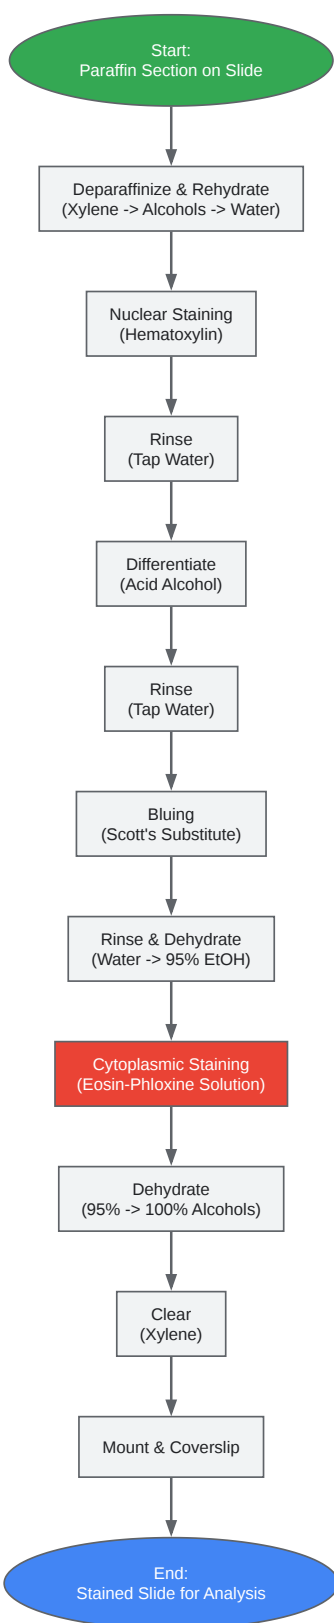 Start:
Paraffin Section on Slide
Deparaffinize & Rehydrate
(Xylene -> Alcohols -> Water)
Nuclear Staining
(Hematoxylin)
Rinse
(Tap Water)
Differentiate
(Acid Alcohol)
Rinse
(Tap Water)
Bluing
(Scott's Substitute)
Rinse & Dehydrate
(Water -> 95% EtOH)
Cytoplasmic Staining
(Eosin-Phloxine Solution)
Dehydrate
(95% -> 100% Alcohols)
Clear
(Xylene)
Mount & Coverslip
End:
Stained Slide for Analysis